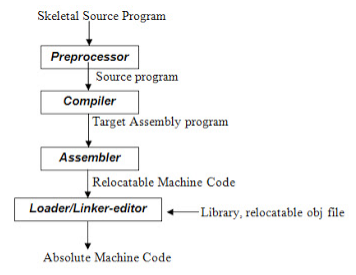 Skeletal Source Program
Preprocessor
Source program
Compiler
Target Assembly program
Assembler
Relocatable Machine Code
Loader/Linker-editor
Library, relocatable obj file
Absolute Machine Code